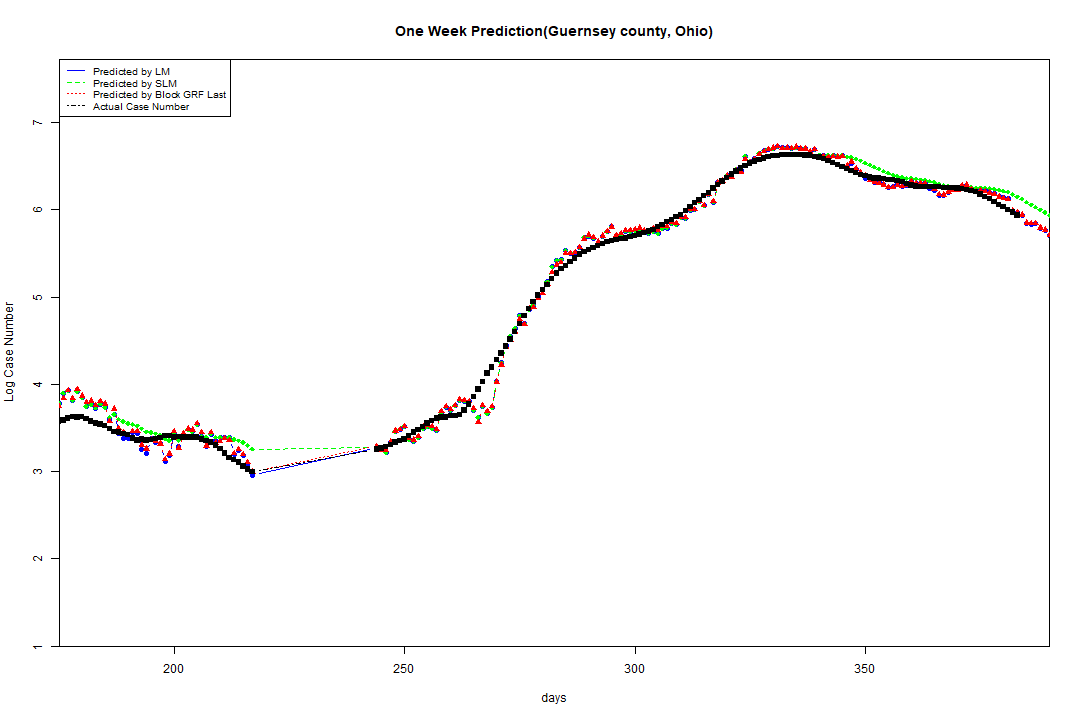 One Week Prediction(Guernsey county, Ohio)
Predicted by LM
Predicted by SLM
Predicted by Block GRF Last
Actual Case Number
7
6
5
4
3
2
1
Log Case Number
200
250
300
350
days